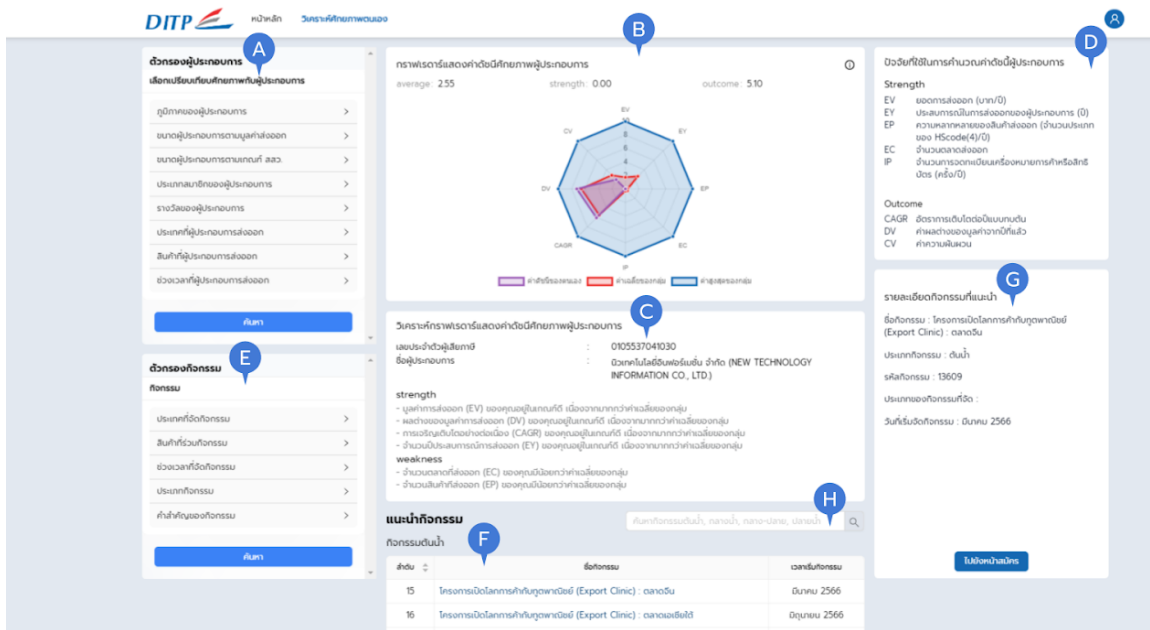 DITP
หน้าหลัก
วิเคราะห์ศักยภาพตนเอง
A
ตัวกรองผู้ประกอบการ
เลือกเปรียบเทียบศักยภาพกับผู้ประกอบการ
ภูมิภาคของผู้ประกอบการ
ขนาดผู้ประกอบการตามมูลค่าส่งออก
ขนาดผู้ประกอบการตามเกณฑ์ สสว.
ประเภทสมาชิกของผู้ประกอบการ
รางวัลของผู้ประกอบการ
ประเทศที่ผู้ประกอบการส่งออก
สินค้าที่ผู้ประกอบการส่งออก
ช่วงเวลาที่ผู้ประกอบการส่งออก
ค้นหา
E
ตัวกรองกิจกรรม
กิจกรรม
ประเทศที่จัดกิจกรรม
สินค้าที่ร่วมกิจกรรม
ช่วงเวลาที่จัดกิจกรรม
ประเภทกิจกรรม
คำสำคัญของกิจกรรม
ค้นหา
B
กราฟเรดาร์แสดงค่าดัชนีศักยภาพผู้ประกอบการ
average: 2.55
strength: 0.00
outcome: 5.10
EV
10
8
6
4
2
CV
EY
DV
EP
CAGR
EC
IP
ค่าดัชนีของตนเอง
ค่าเฉลี่ยของกลุ่ม
ค่าสูงสุดของกลุ่ม
C
วิเคราะห์กราฟเรดาร์แสดงค่าดัชนีศักยภาพผู้ประกอบการ
เลขประจำตัวผู้เสียภาษี : 0105537041030
ชื่อผู้ประกอบการ : นิวเทคโนโลยีอินฟอร์เมชั่น จำกัด (NEW TECHNOLOGY
INFORMATION CO., LTD.)
strength
- มูลค่าการส่งออก (EV) ของคุณอยู่ในเกณฑ์ดี เนื่องจากมากกว่าค่าเฉลี่ยของกลุ่ม
- ผลต่างของมูลค่าการส่งออก (DV) ของคุณอยู่ในเกณฑ์ดี เนื่องจากมากกว่าค่าเฉลี่ยของกลุ่ม
- การเจริญเติบโตอย่างต่อเนื่อง (CAGR) ของคุณอยู่ในเกณฑ์ดี เนื่องจากมากกว่าค่าเฉลี่ยของกลุ่ม
- จำนวนปีประสบการณ์การส่งออก (EY) ของคุณอยู่ในเกณฑ์ดี เนื่องจากมากกว่าค่าเฉลี่ยของกลุ่ม
weakness
- จำนวนตลาดที่ส่งออก (EC) ของคุณมีน้อยกว่าค่าเฉลี่ยของกลุ่ม
- จำนวนสินค้าที่ส่งออก (EP) ของคุณมีน้อยกว่าค่าเฉลี่ยของกลุ่ม
H
แนะนำกิจกรรม
ค้นหากิจกรรมต้นน้ำ, กลางน้ำ, กลาง-ปลาย, ปลายน้ำ
กิจกรรมต้นน้ำ
F
ลำดับ
ชื่อกิจกรรม
เวลาเริ่มกิจกรรม
15 โครงการเปิดโลกการค้ากับทูตพาณิชย์ (Export Clinic) : ตลาดจีน มีนาคม 2566
16 โครงการเปิดโลกการค้ากับทูตพาณิชย์ (Export Clinic) : ตลาดเอเชียใต้ มิถุนายน 2566
D
ปัจจัยที่ใช้ในการคำนวณค่าดัชนีผู้ประกอบการ
Strength
EV ยอดการส่งออก (บาท/ปี)
EY ประสบการณ์ในการส่งออกของผู้ประกอบการ (ปี)
EP ความหลากหลายของสินค้าส่งออก (จำนวนประเภท
ของ HScode(4)/ปี)
EC จำนวนตลาดส่งออก
IP จำนวนการจดทะเบียนเครื่องหมายการค้าหรือสิทธิ
บัตร (ครั้ง/ปี)
Outcome
CAGR อัตราการเติบโตต่อปีแบบทบต้น
DV ค่าผลต่างของมูลค่าจากปีที่แล้ว
CV ค่าความผันผวน
G
รายละเอียดกิจกรรมที่แนะนำ
ชื่อกิจกรรม : โครงการเปิดโลกการค้ากับทูตพาณิชย์
(Export Clinic) : ตลาดจีน
ประเภทกิจกรรม : ต้นน้ำ
รหัสกิจกรรม : 13609
ประเภทของกิจกรรมที่จัด :
วันที่เริ่มจัดกิจกรรม : มีนาคม 2566
ไปยังหน้าสมัคร